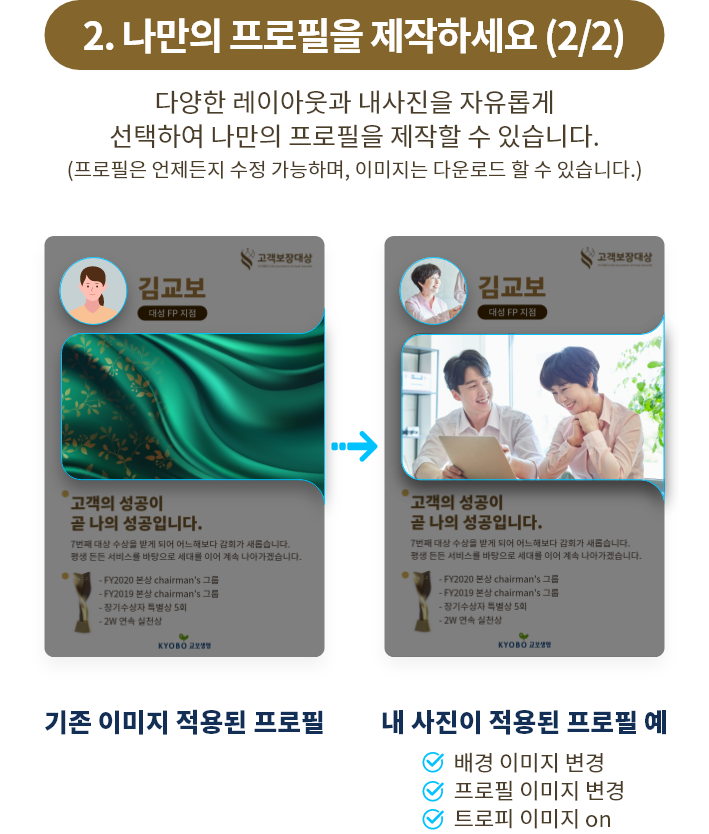 2. 나만의 프로필을 제작하세요 (2/2)
다양한 레이아웃과 내사진을 자유롭게
선택하여 나만의 프로필을 제작할 수 있습니다.
(프로필은 언제든지 수정 가능하며, 이미지는 다운로드 할 수 있습니다.)
고객보장대상
김교보
대성 FP 지점
고객의 성공이
곧 나의 성공입니다.
7번째 대상 수상을 받게 되어 어느해보다 감회가 새롭습니다.
평생 든든 서비스를 바탕으로 세대를 이어 계속 나아가겠습니다.
- FY2020 본상 chairman's 그룹
- FY2019 본상 chairman's 그룹
- 장기수상자 특별상 5회
- 2W 연속 실천상
KYOBO 교보생명
고객보장대상
김교보
대성 FP 지점
고객의 성공이
곧 나의 성공입니다.
7번째 대상 수상을 받게 되어 어느해보다 감회가 새롭습니다.
평생 든든 서비스를 바탕으로 세대를 이어 계속 나아가겠습니다.
- FY2020 본상 chairman's 그룹
- FY2019 본상 chairman's 그룹
- 장기수상자 특별상 5회
- 2W 연속 실천상
KYOBO 교보생명
기존 이미지 적용된 프로필
내 사진이 적용된 프로필 예
배경 이미지 변경
프로필 이미지 변경
트로피 이미지 on